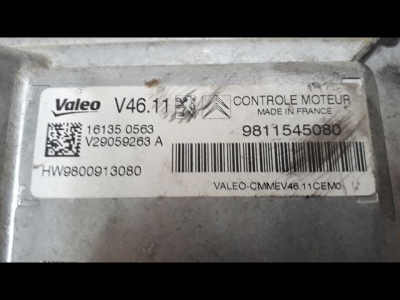 Valeo V46.11 CONTROLE MOTEUR
MADE IN FRANCE
16135 0563
V29059263 A
9811545080
HW9800913080
VALEO-CMMEV46.11CEM0